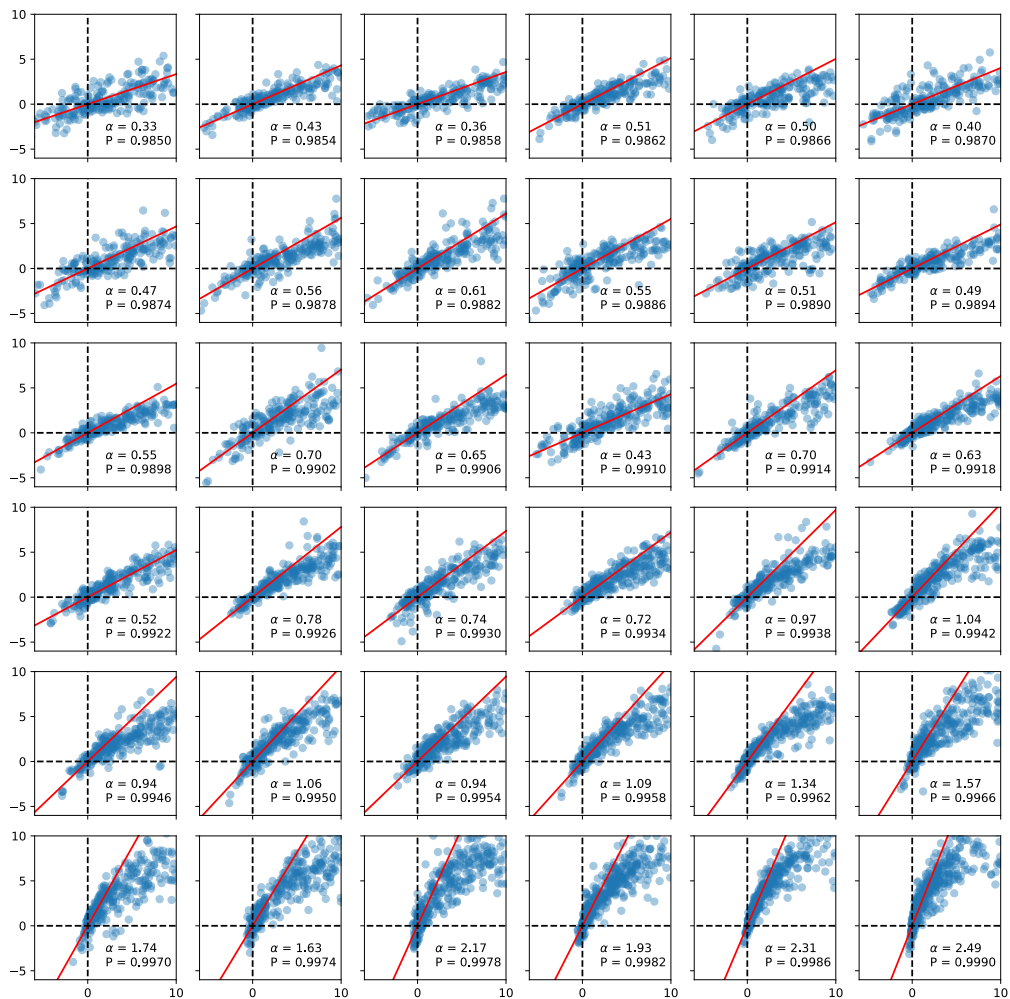 10
5
0
−5
α = 0.33
P = 0.9850
α = 0.43
P = 0.9854
α = 0.36
P = 0.9858
α = 0.51
P = 0.9862
α = 0.50
P = 0.9866
α = 0.40
P = 0.9870
10
5
0
−5
α = 0.47
P = 0.9874
α = 0.56
P = 0.9878
α = 0.61
P = 0.9882
α = 0.55
P = 0.9886
α = 0.51
P = 0.9890
α = 0.49
P = 0.9894
10
5
0
−5
α = 0.55
P = 0.9898
α = 0.70
P = 0.9902
α = 0.65
P = 0.9906
α = 0.43
P = 0.9910
α = 0.70
P = 0.9914
α = 0.63
P = 0.9918
10
5
0
−5
α = 0.52
P = 0.9922
α = 0.78
P = 0.9926
α = 0.74
P = 0.9930
α = 0.72
P = 0.9934
α = 0.97
P = 0.9938
α = 1.04
P = 0.9942
10
5
0
−5
α = 0.94
P = 0.9946
α = 1.06
P = 0.9950
α = 0.94
P = 0.9954
α = 1.09
P = 0.9958
α = 1.34
P = 0.9962
α = 1.57
P = 0.9966
10
5
0
−5
α = 1.74
P = 0.9970
α = 1.63
P = 0.9974
α = 2.17
P = 0.9978
α = 1.93
P = 0.9982
α = 2.31
P = 0.9986
α = 2.49
P = 0.9990
0 10 0 10 0 10 0 10 0 10 0 10